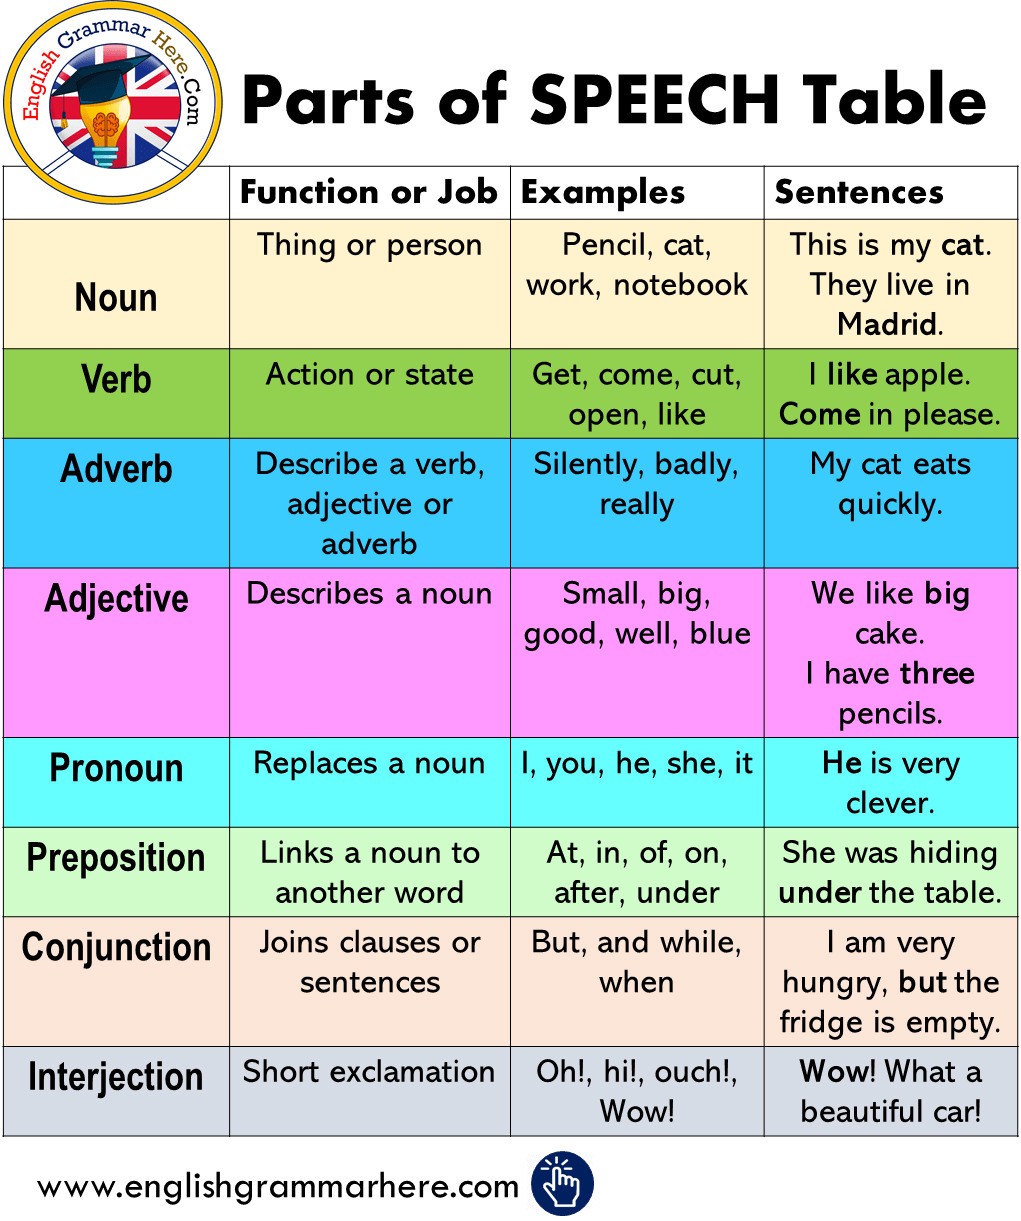 English Grammar Here.Com
Parts of SPEECH Table
Function or Job
Examples
Sentences
Noun
Thing or person
Pencil, cat,
work, notebook
This is my cat.
They live in
Madrid.
Verb
Action or state
Get, come, cut,
open, like
I like apple.
Come in please.
Adverb
Describe a verb,
adjective or
adverb
Silently, badly,
really
My cat eats
quickly.
Adjective
Describes a noun
Small, big,
good, well, blue
We like big
cake.
I have three
pencils.
Pronoun
Replaces a noun
I, you, he, she, it
He is very
clever.
Preposition
Links a noun to
another word
At, in, of, on,
after, under
She was hiding
under the table.
Conjunction
Joins clauses or
sentences
But, and while,
when
I am very
hungry, but the
fridge is empty.
Interjection
Short exclamation
Oh!, hi!, ouch!,
Wow!
Wow! What a
beautiful car!
www.englishgrammarhere.com